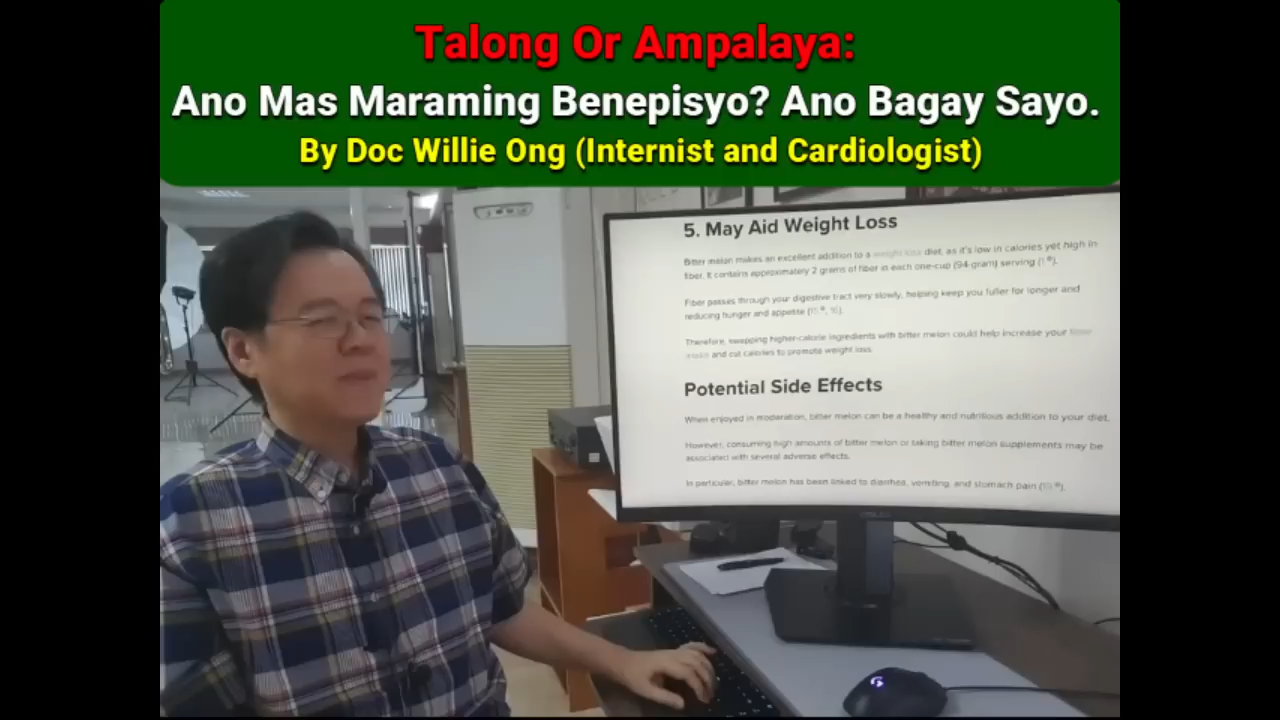 Talong Or Ampalaya:
Ano Mas Maraming Benepisyo? Ano Bagay Sayo.
By Doc Willie Ong (Internist and Cardiologist)
5. May Aid Weight Loss
Bitter melon makes an excellent addition to a weight loss diet, as it's low in calories yet high in
fiber. It contains approximately 2 grams of fiber in each one-cup (94-gram) serving
Fiber passes through your digestive tract very slowly, helping keep you fuller for longer and
reducing hunger and appetite
Therefore, swapping higher-calorie ingredients with bitter melon could help increase your fiber
intake and cut calories to promote weight loss.
Potential Side Effects
When enjoyed in moderation, bitter melon can be a healthy and nutritious addition to your diet.
However, consuming high amounts of bitter melon or taking bitter melon supplements may be
associated with several adverse effects.
In particular, bitter melon has been linked to diarrhea, vomiting, and stomach pain